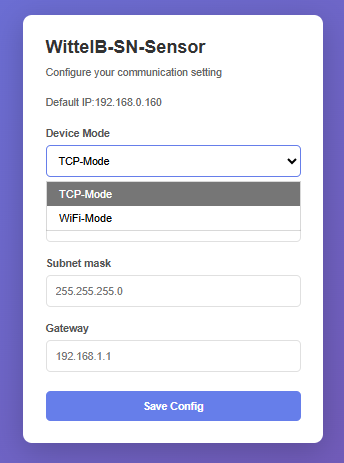 WittelB-SN-Sensor
Configure your communication setting
Default IP:192.168.0.160
Device Mode
TCP-Mode
TCP-Mode
WiFi-Mode
Subnet mask
255.255.255.0
Gateway
192.168.1.1
Save Config